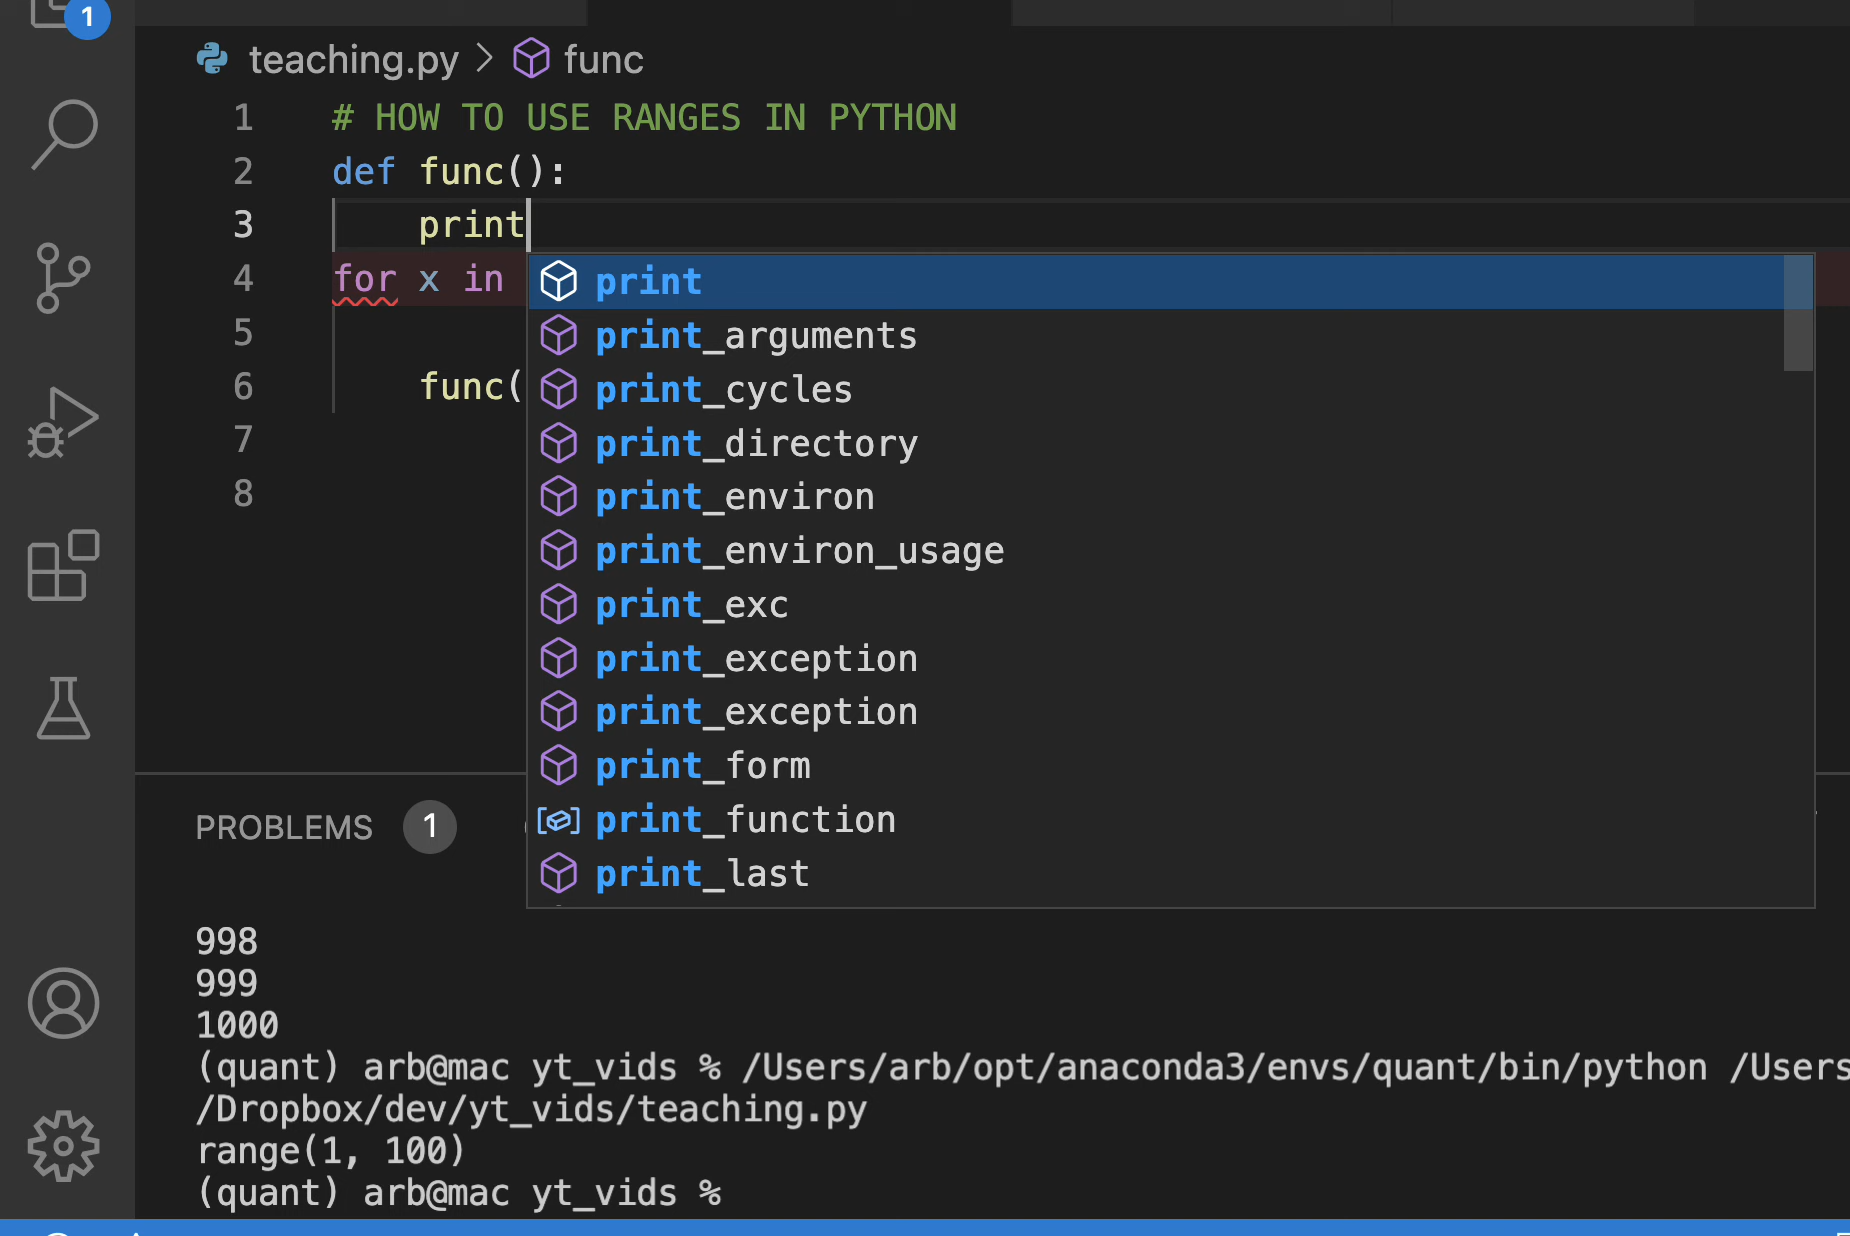 1
teaching.py > func
1 # HOW TO USE RANGES IN PYTHON
2 def func():
3     print
4 for x in
5
6     func(
7
8
print
print_arguments
print_cycles
print_directory
print_environ
print_environ_usage
print_exc
print_exception
print_exception
print_form
print_function
print_last
PROBLEMS 1
998
999
1000
(quant) arb@mac yt_vids % /Users/arb/opt/anaconda3/envs/quant/bin/python /Users
/Dropbox/dev/yt_vids/teaching.py
range(1, 100)
(quant) arb@mac yt_vids %